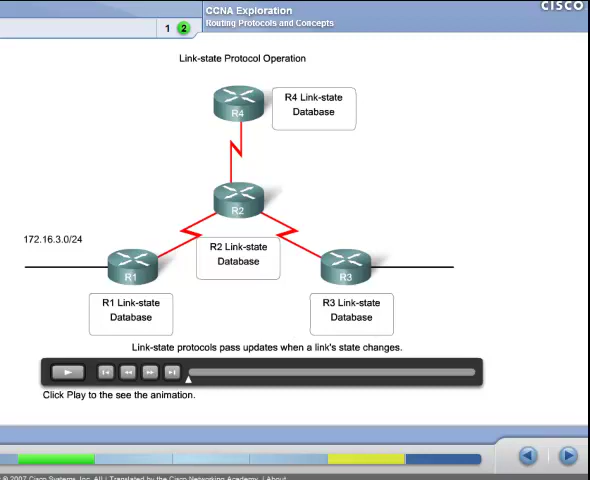 CISCO
CCNA Exploration
Routing Protocols and Concepts
1 2
Link-state Protocol Operation
R4 Link-state
Database
R4
R2
172.16.3.0/24
R2 Link-state
Database
R1
R3
R1 Link-state
Database
R3 Link-state
Database
Link-state protocols pass updates when a link's state changes.
Click Play to the see the animation.
© 2007 Cisco Systems, Inc. All | Translated by the Cisco Networking Academy. | About